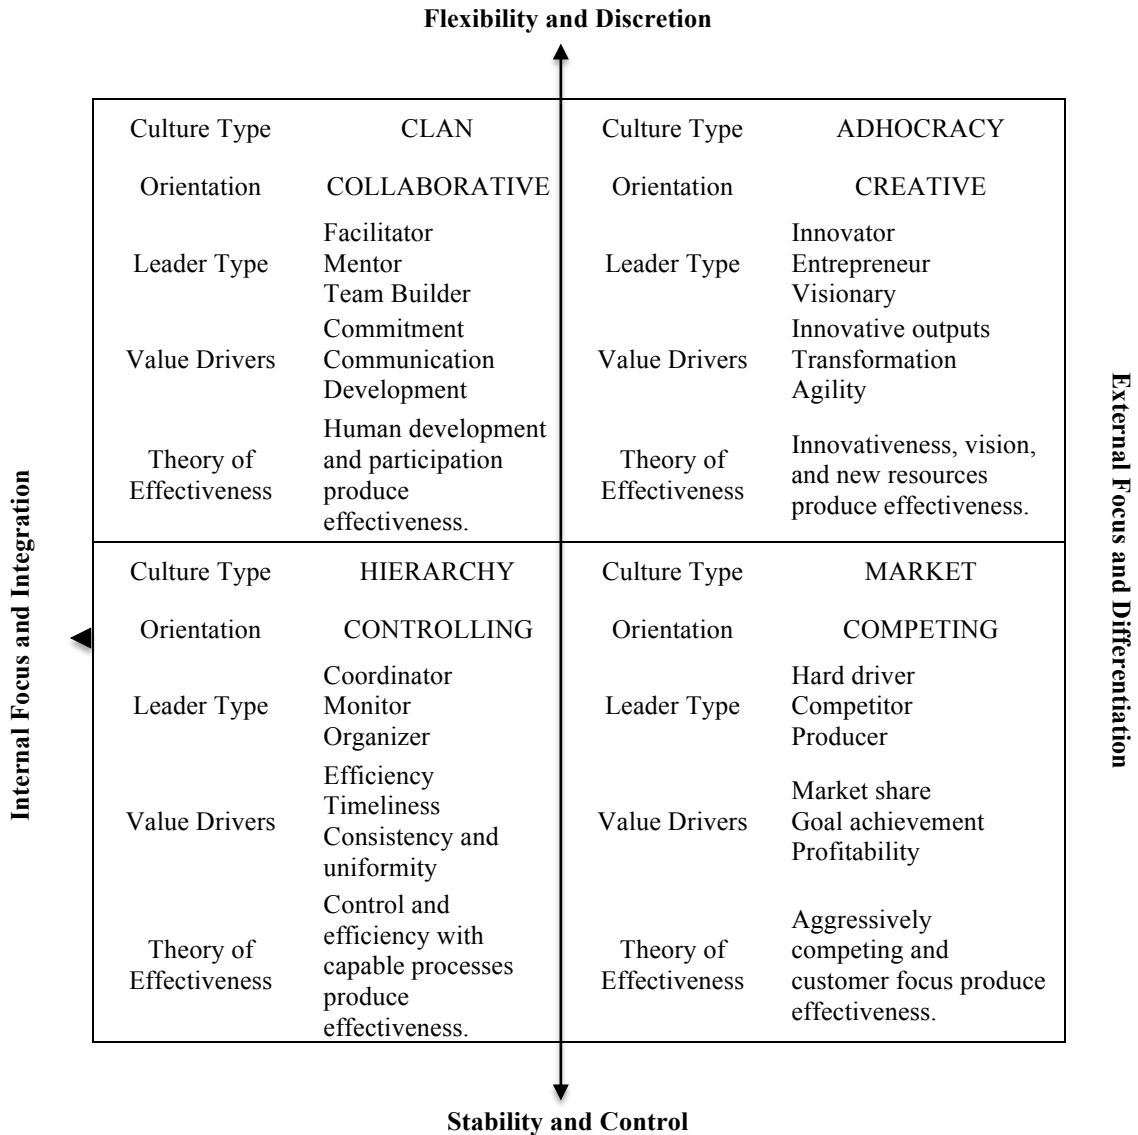 Flexibility and Discretion
Culture Type CLAN
Orientation COLLABORATIVE
Leader Type
Facilitator
Mentor
Team Builder
Value Drivers
Commitment
Communication
Development
Theory of
Effectiveness
Human development
and participation
produce
effectiveness.
Culture Type ADHOCRACY
Orientation CREATIVE
Leader Type
Innovator
Entrepreneur
Visionary
Value Drivers
Innovative outputs
Transformation
Agility
Theory of
Effectiveness
Innovativeness, vision,
and new resources
produce effectiveness.
Internal Focus and Integration
External Focus and Differentiation
Culture Type HIERARCHY
Orientation CONTROLLING
Leader Type
Coordinator
Monitor
Organizer
Value Drivers
Efficiency
Timeliness
Consistency and
uniformity
Theory of
Effectiveness
Control and
efficiency with
capable processes
produce
effectiveness.
Culture Type MARKET
Orientation COMPETING
Leader Type
Hard driver
Competitor
Producer
Value Drivers
Market share
Goal achievement
Profitability
Theory of
Effectiveness
Aggressively
competing and
customer focus produce
effectiveness.
Stability and Control